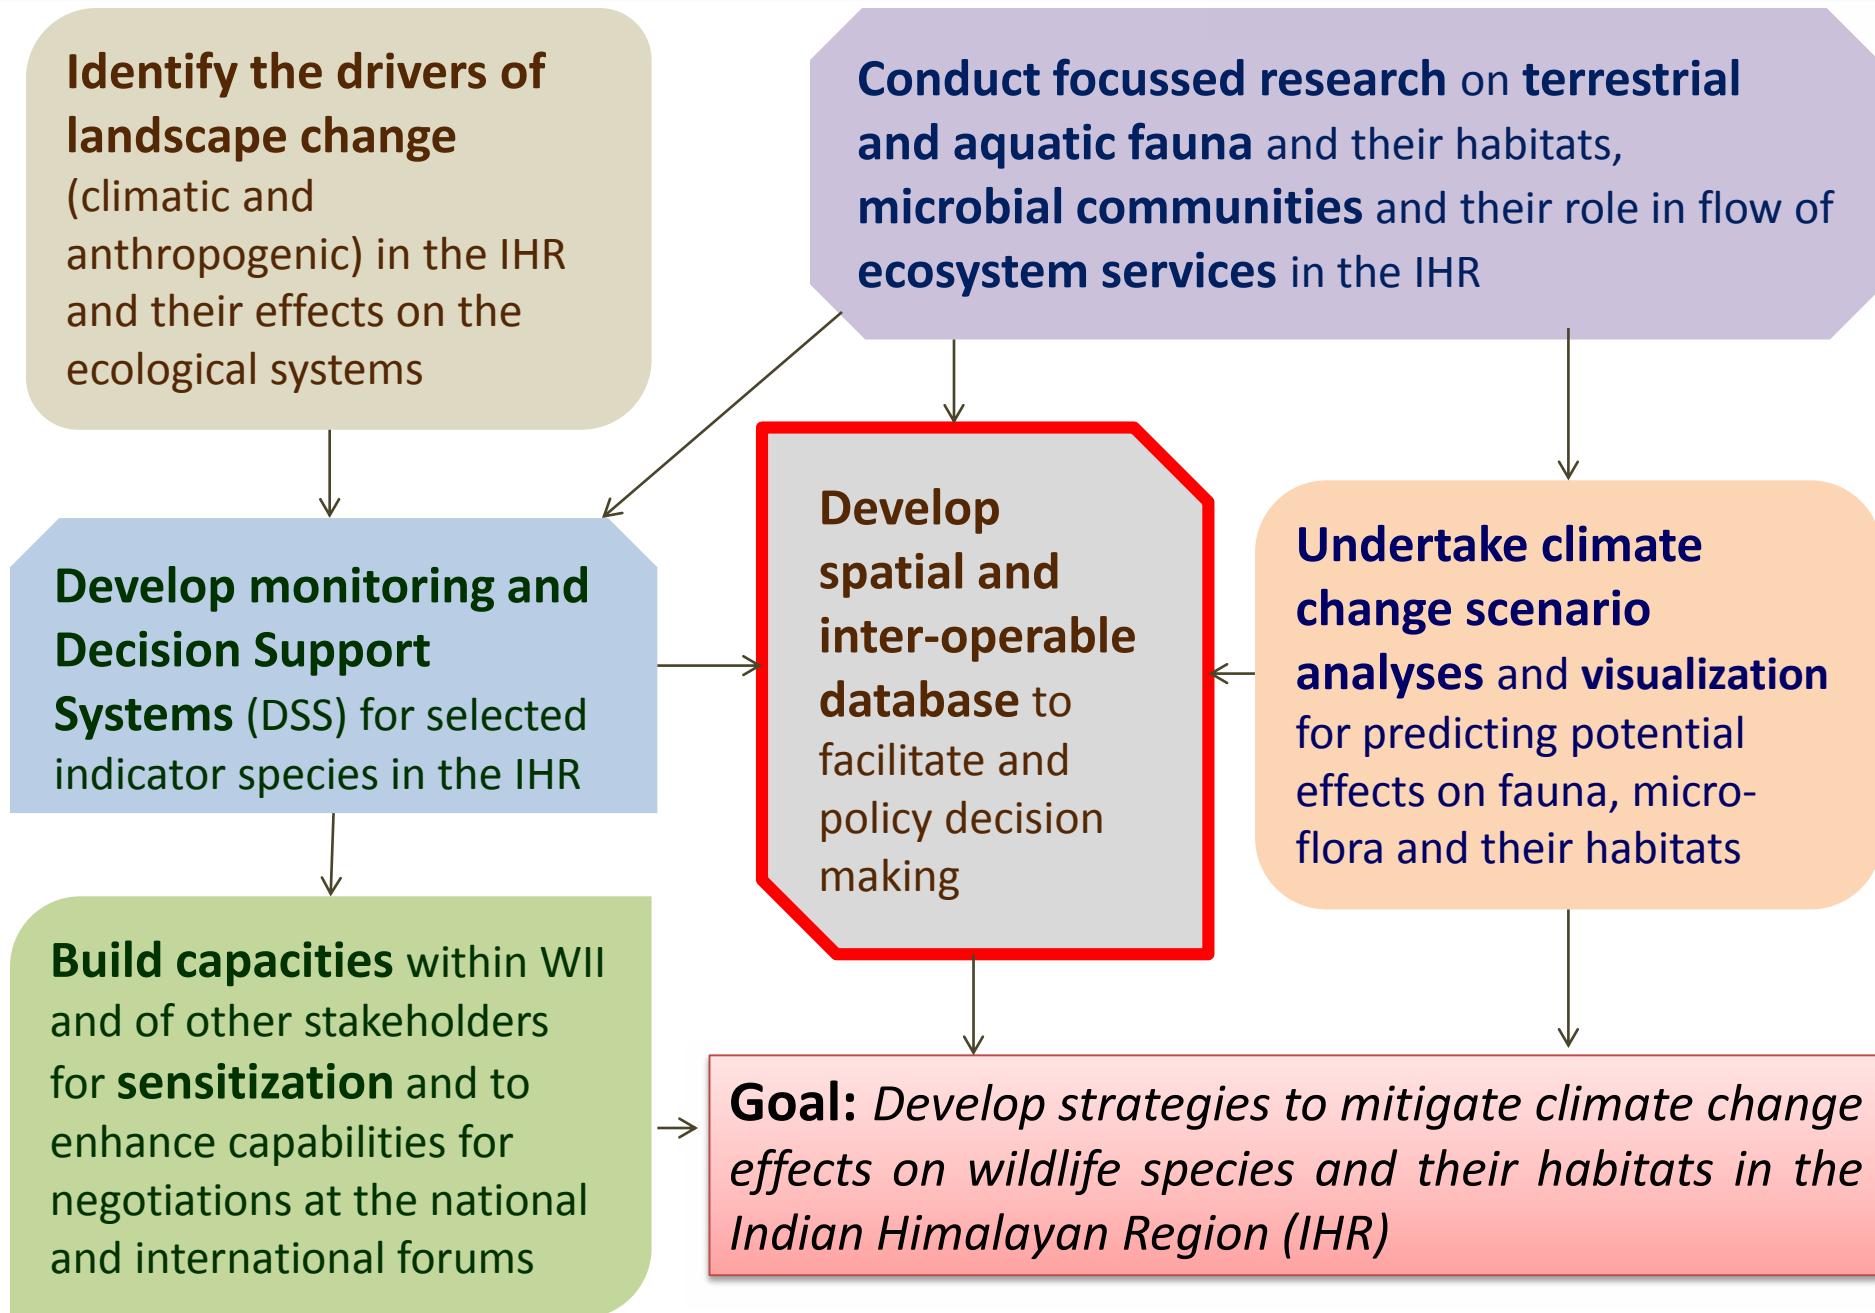 Identify the drivers of
landscape change
(climatic and
anthropogenic) in the IHR
and their effects on the
ecological systems
Conduct focussed research on terrestrial
and aquatic fauna and their habitats,
microbial communities and their role in flow of
ecosystem services in the IHR
Develop monitoring and
Decision Support
Systems (DSS) for selected
indicator species in the IHR
Develop
spatial and
inter-operable
database to
facilitate and
policy decision
making
Undertake climate
change scenario
analyses and visualization
for predicting potential
effects on fauna, micro-
flora and their habitats
Build capacities within WII
and of other stakeholders
for sensitization and to
enhance capabilities for
negotiations at the national
and international forums
Goal: Develop strategies to mitigate climate change
effects on wildlife species and their habitats in the
Indian Himalayan Region (IHR)